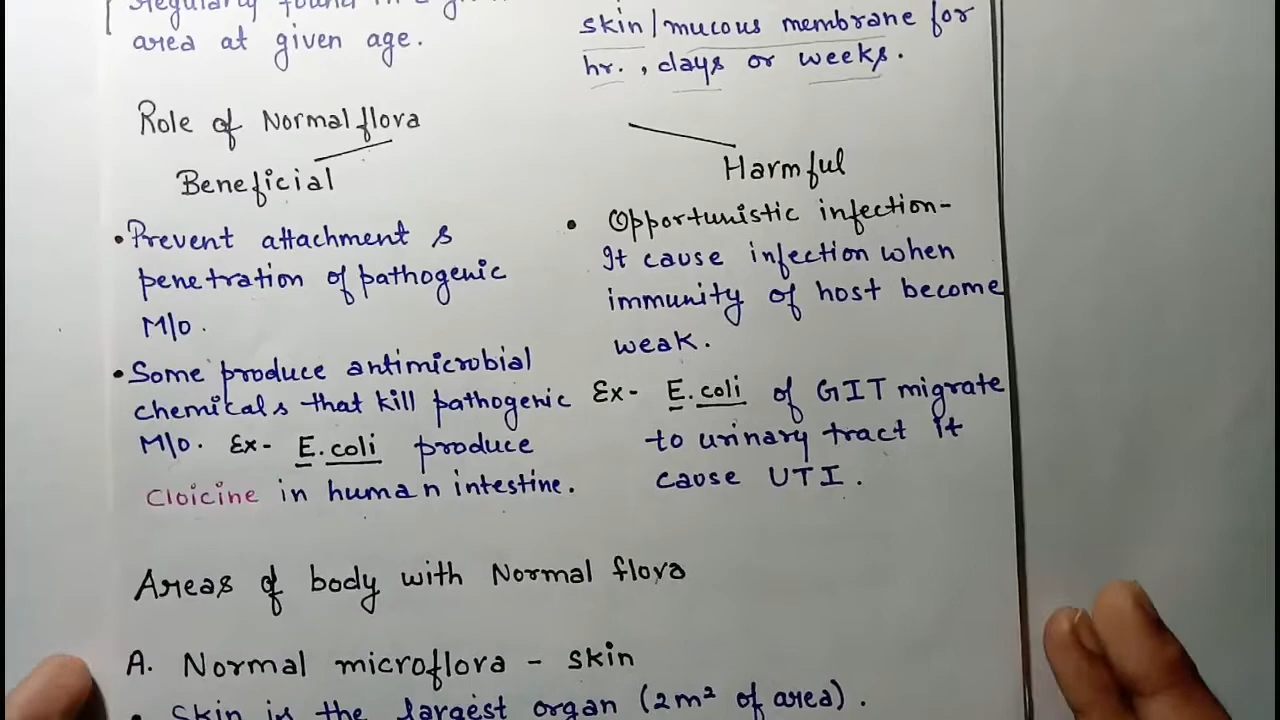 Regularly found in a given
area at given age.
skin/mucous membrane for
hr., days or weeks.
Role of Normal flora
Beneficial
• Prevent attachment &
penetration of pathogenic
M/o.
• Some produce antimicrobial
chemicals that kill pathogenic
M/o. Ex- E.coli produce
Cloicine in human intestine.
Harmful
• Opportunistic infection-
It cause infection when
immunity of host become
weak.
Ex- E.coli of GIT migrate
to urinary tract it
cause UTI.
Areas of body with Normal flora
A. Normal microflora - skin
• Skin is the largest organ (2m² of area).